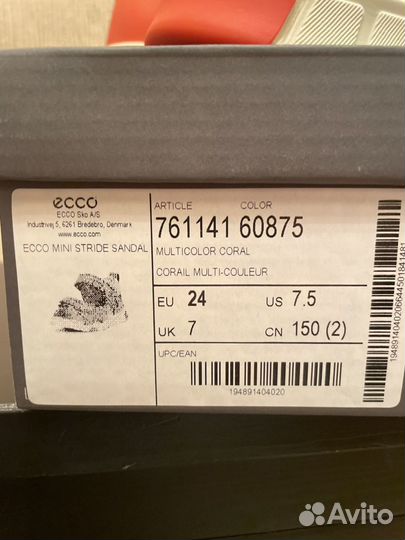 ecco
ECCO Sko A/S
Industrivej 5, 6261 Bredebro, Denmark
www.ecco.com
ECCO MINI STRIDE SANDAL
ARTICLE COLOR
761141 60875
MULTICOLOR CORAL
CORAIL MULTI-COULEUR
EU 24 US 7.5
UK 7 CN 150 (2)
UPC/EAN
194891404020
Avito